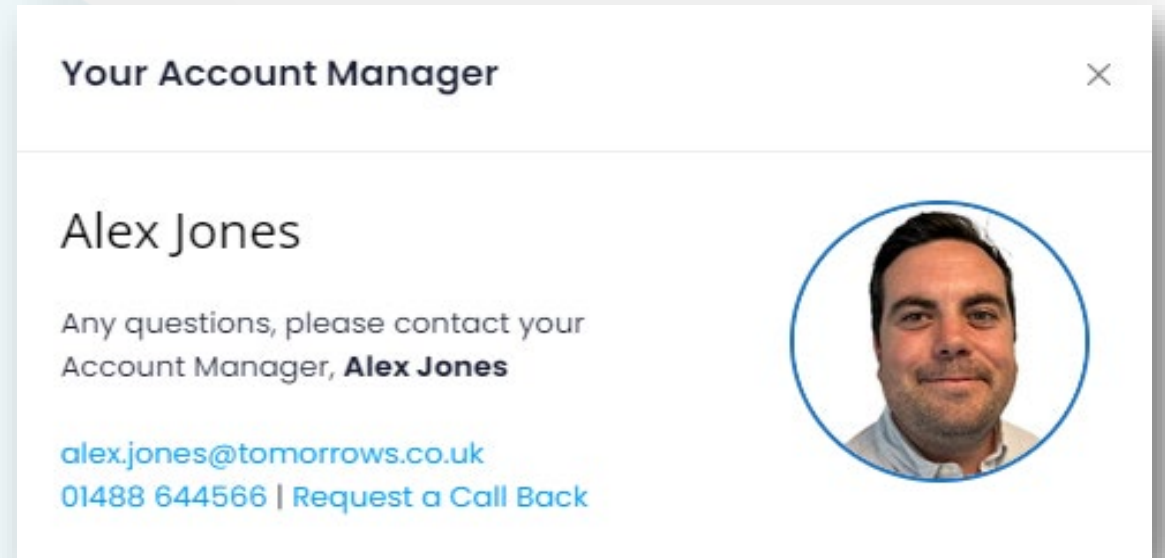 Your Account Manager
Alex Jones
Any questions, please contact your
Account Manager, Alex Jones
alex.jones@tomorrows.co.uk
01488 644566 | Request a Call Back